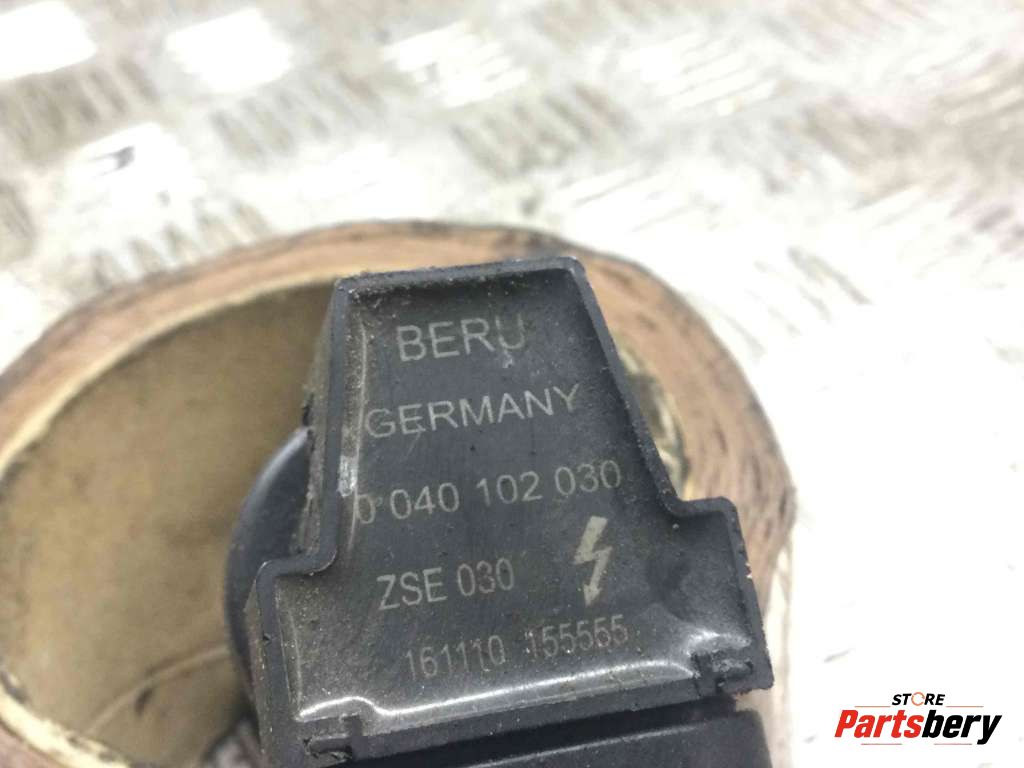 BERU
GERMANY
0 040 102 030
ZSE 030
161110 155555
STORE
Partsbery